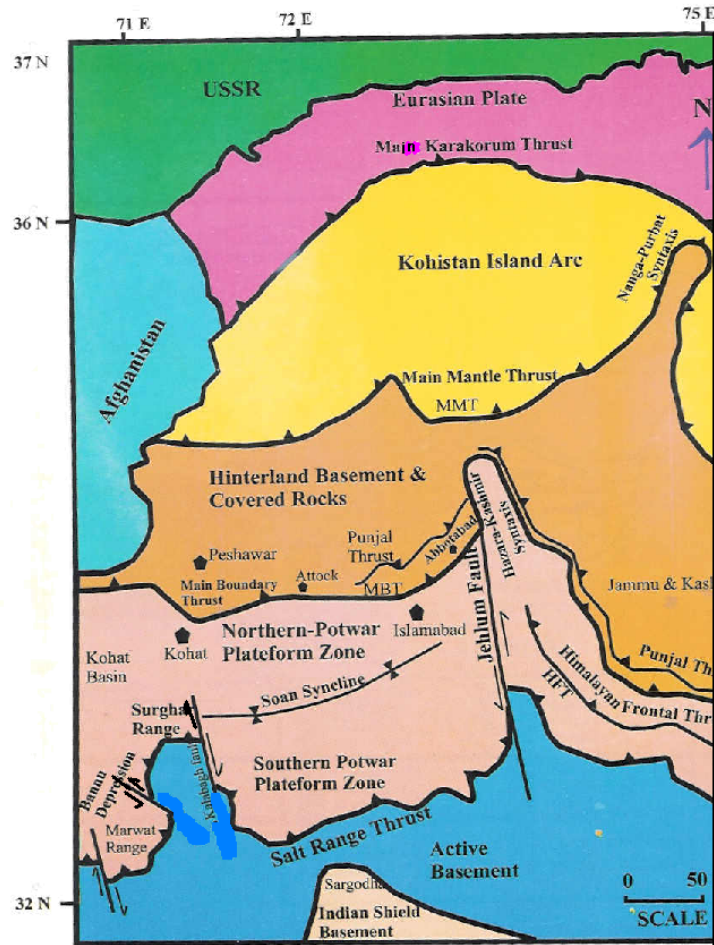 71 E
72 E
75 E
37 N
USSR
Eurasian Plate
N
Main Karakorum Thrust
36 N
Kohistan Island Arc
Nanga-Purbat
Syntaxis
Afghanistan
Main Mantle Thrust
MMT
Hinterland Basement &
Covered Rocks
Hazara-Kashmir
Syntaxis
Punjal
Thrust
Abbotabad
Peshawar
Attock
MBT
Main Boundary
Thrust
Jammu & Kash
Northern-Potwar
Plateform Zone
Islamabad
Jehlum Fault
Kohat
Kohat
Basin
Punjal Th
Himalayan Frontal Thr
HFT
Soan Syncline
Surghar
Range
Southern Potwar
Plateform Zone
Kalabagh fault
Bannu
Depression
Marwat
Range
Salt Range Thrust
Active
Basement
Sargodha
0 50
SCALE
32 N
Indian Shield
Basement